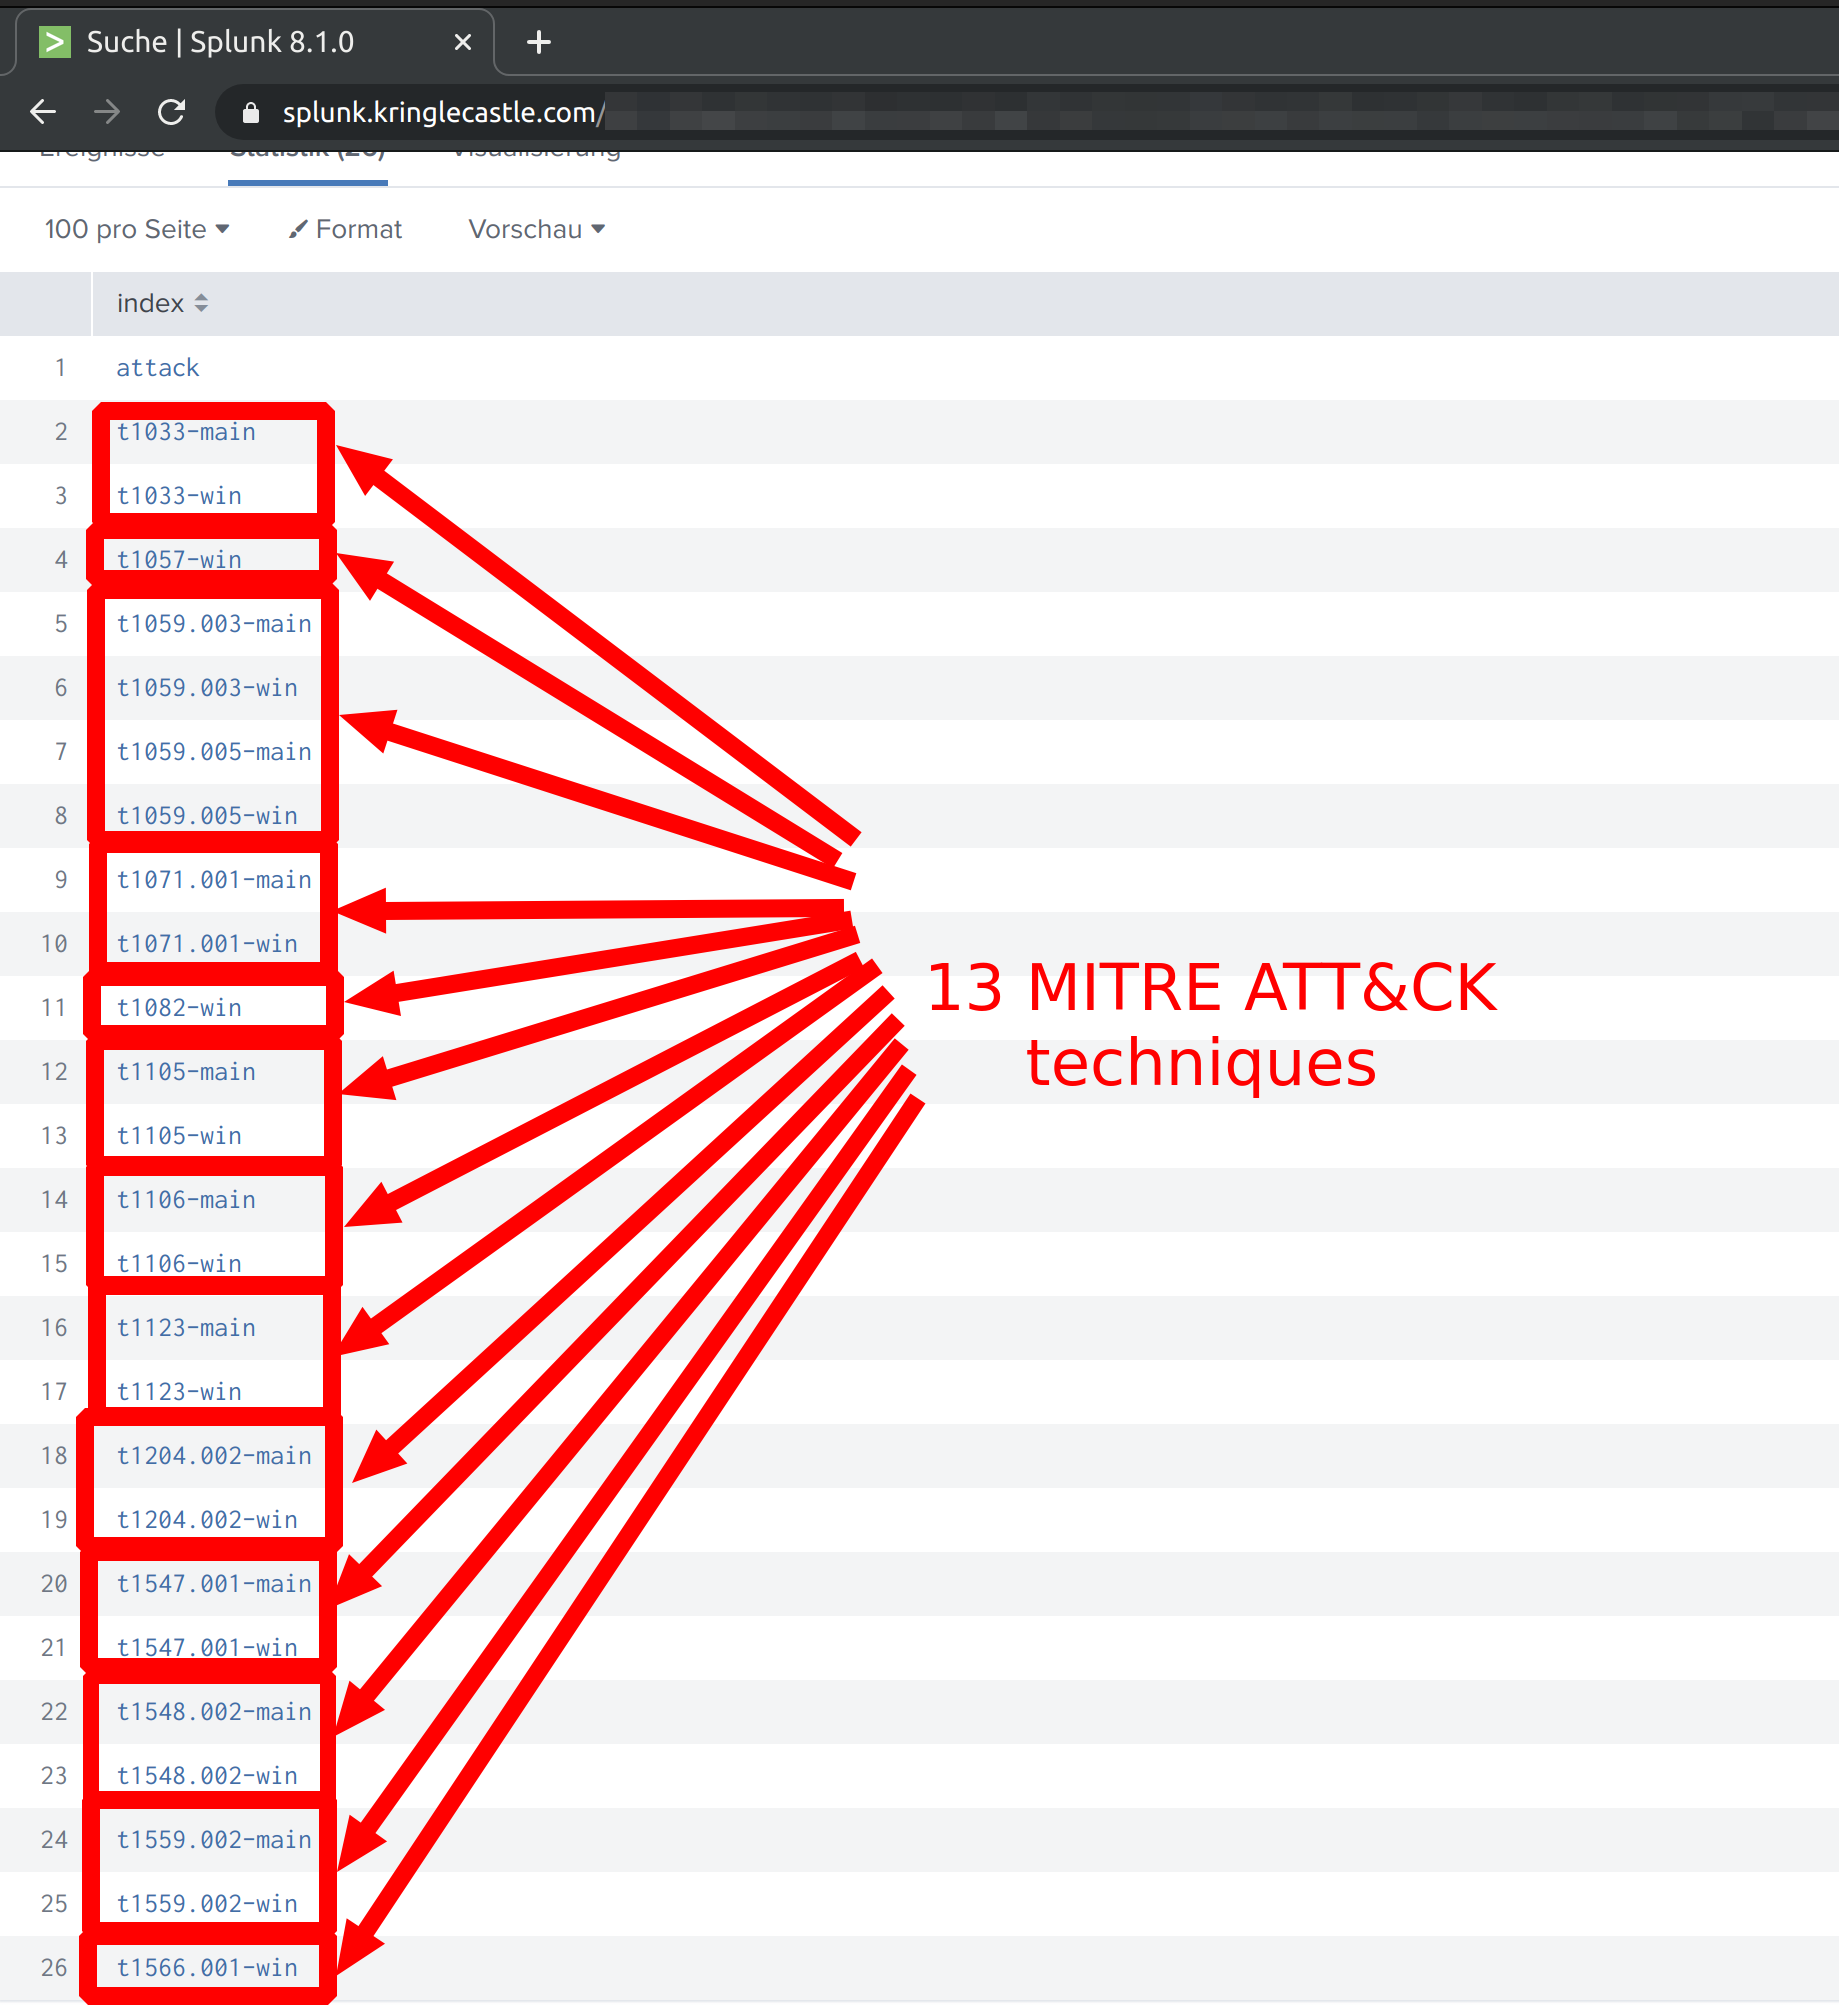 Suche | Splunk 8.1.0
splunk.kringlecastle.com/
Ereignisse Statistik (26) Visualisierung
100 pro Seite Format Vorschau
index
1 attack
2 t1033-main
3 t1033-win
4 t1057-win
5 t1059.003-main
6 t1059.003-win
7 t1059.005-main
8 t1059.005-win
9 t1071.001-main
10 t1071.001-win
11 t1082-win
12 t1105-main
13 t1105-win
14 t1106-main
15 t1106-win
16 t1123-main
17 t1123-win
18 t1204.002-main
19 t1204.002-win
20 t1547.001-main
21 t1547.001-win
22 t1548.002-main
23 t1548.002-win
24 t1559.002-main
25 t1559.002-win
26 t1566.001-win
13 MITRE ATT&CK
techniques